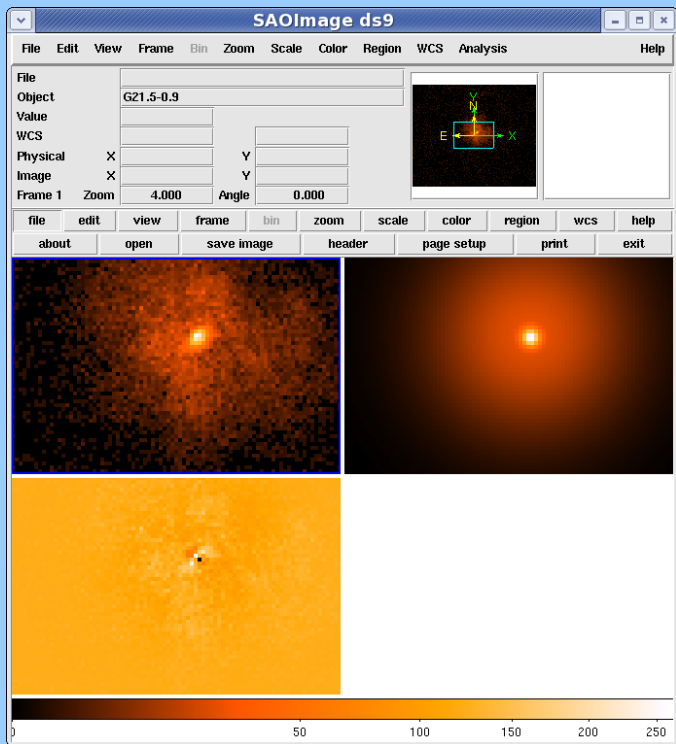 SAOImage ds9
File Edit View Frame Bin Zoom Scale Color Region WCS Analysis Help
File
Object G21.5-0.9
Value
WCS
Physical X Y
Image X Y
Frame 1 Zoom 4.000 Angle 0.000
Y
N
E X
file edit view frame bin zoom scale color region wcs help
about open save image header page setup print exit
0 50 100 150 200 250